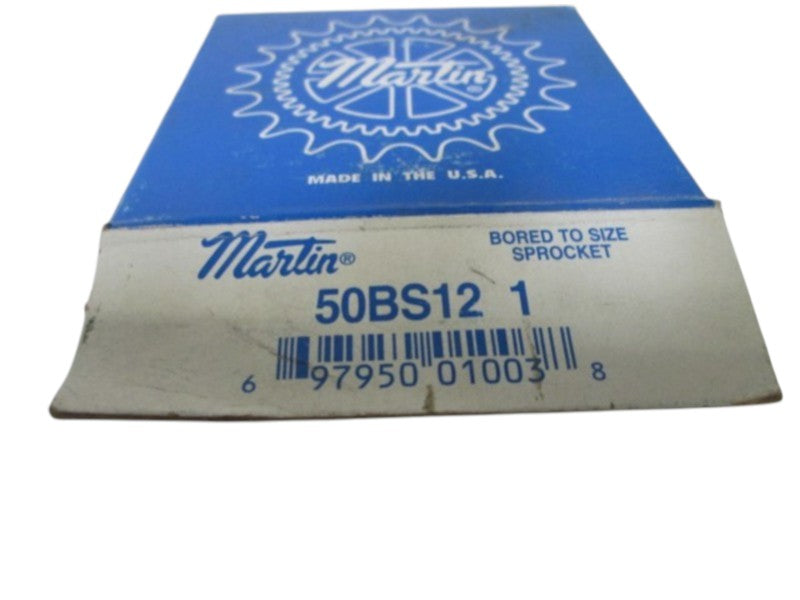 Martin®
MADE IN THE U.S.A.
Martin®
BORED TO SIZE
SPROCKET
50BS12 1
6 97950 01003 8